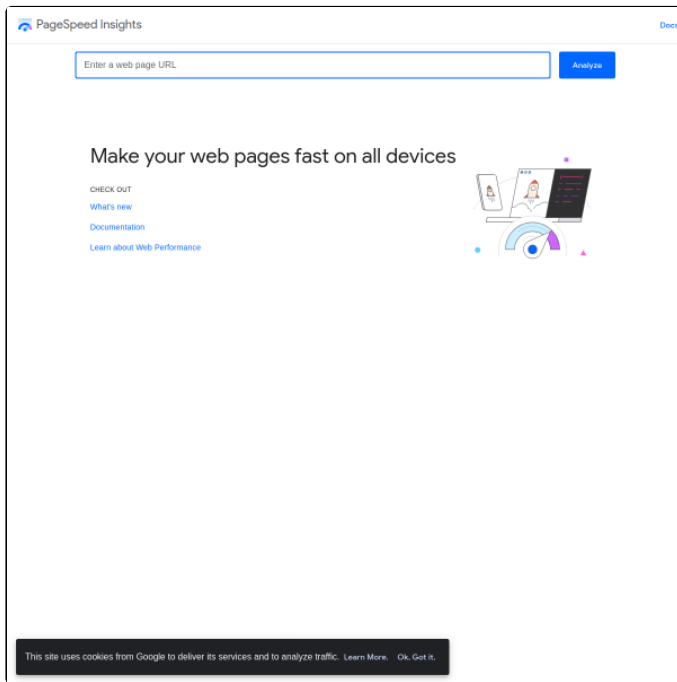 PageSpeed Insights
Docs
Enter a web page URL
Analyze
Make your web pages fast on all devices
CHECK OUT
What's new
Documentation
Learn about Web Performance
This site uses cookies from Google to deliver its services and to analyze traffic. Learn More. Ok, Got it.